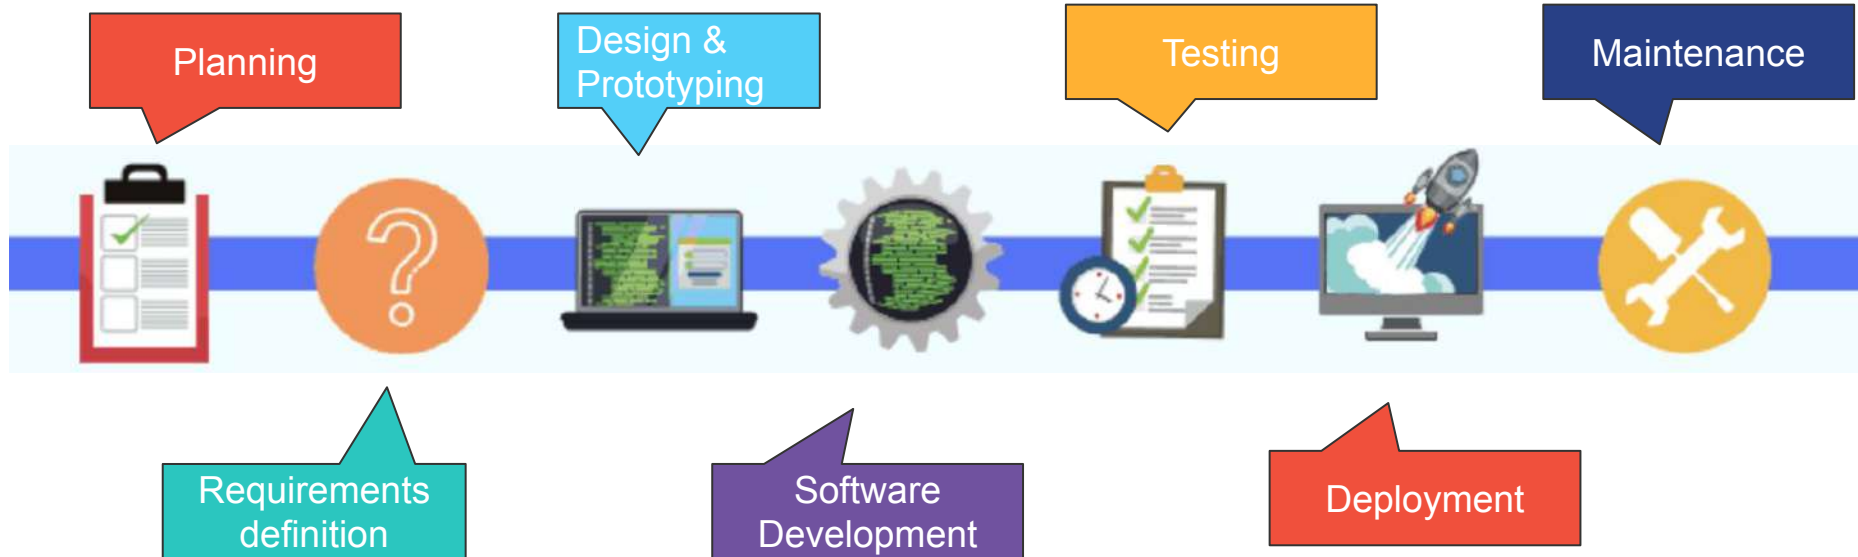 Planning
Design &
Prototyping
Testing
Maintenance
Requirements
definition
Software
Development
Deployment